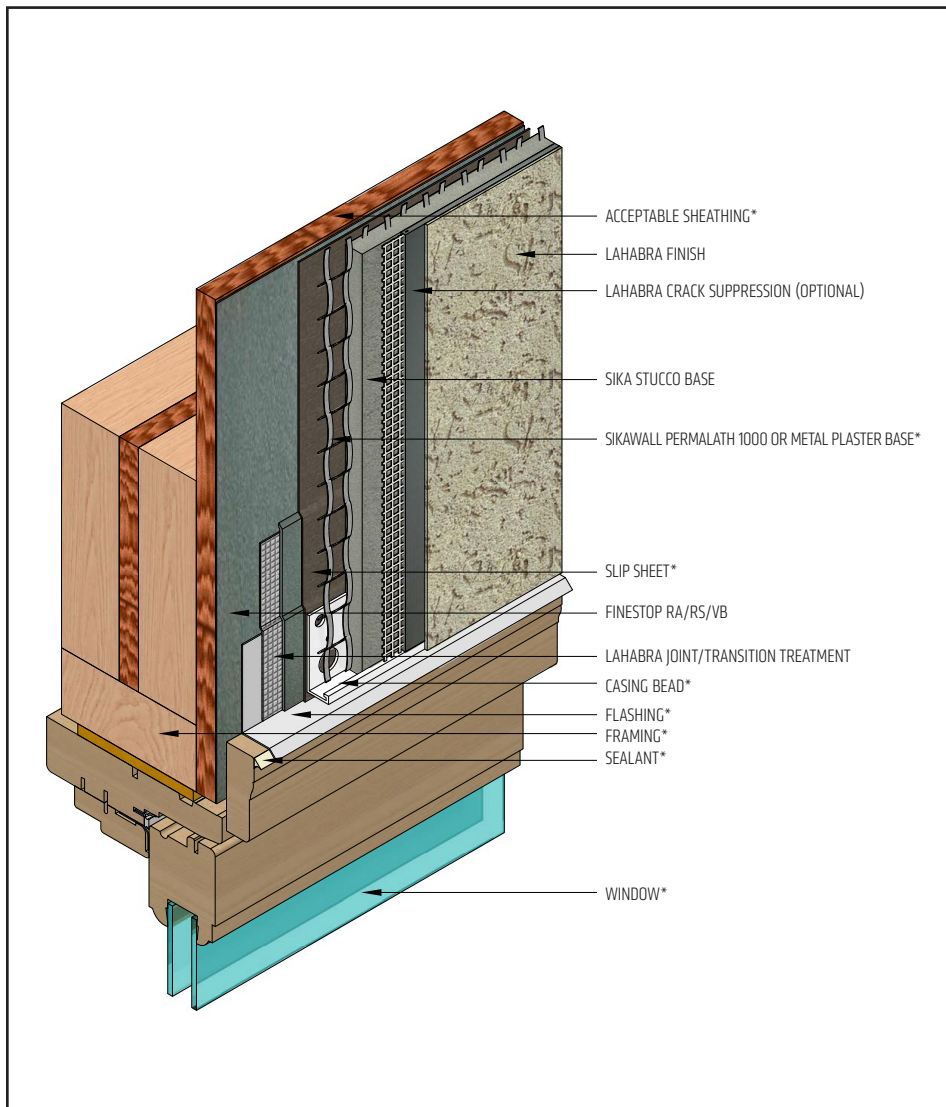 ACCEPTABLE SHEATHING*
LAHABRA FINISH
LAHABRA CRACK SUPPRESSION (OPTIONAL)
SIKA STUCCO BASE
SIKAWALL PERMALATH 1000 OR METAL PLASTER BASE*
SLIP SHEET*
FINESTOP RA/RS/VB
LAHABRA JOINT/TRANSITION TREATMENT
CASING BEAD*
FLASHING*
FRAMING*
SEALANT*
WINDOW*